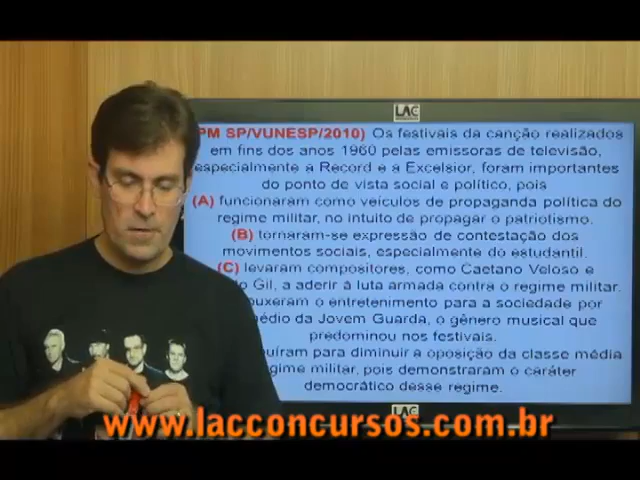 LAC
PM SP/VUNESP/2010) Os festivais da canção realizados
em fins dos anos 1960 pelas emissoras de televisão,
especialmente a Record e a Excelsior, foram importantes
do ponto de vista social e político, pois
(A) funcionaram como veículos de propaganda política do
regime militar, no intuito de propagar o patriotismo.
(B) tornaram-se expressão de contestação dos
movimentos sociais, especialmente do estudantil.
(C) levaram compositores, como Caetano Veloso e
Gil, a aderir à luta armada contra o regime militar.
o entretenimento para a sociedade por
da Jovem Guarda, o gênero musical que
predominou nos festivais.
para diminuir a oposição da classe média
militar, pois demonstraram o caráter
democrático desse regime.
LAC
www.lacconcursos.com.br